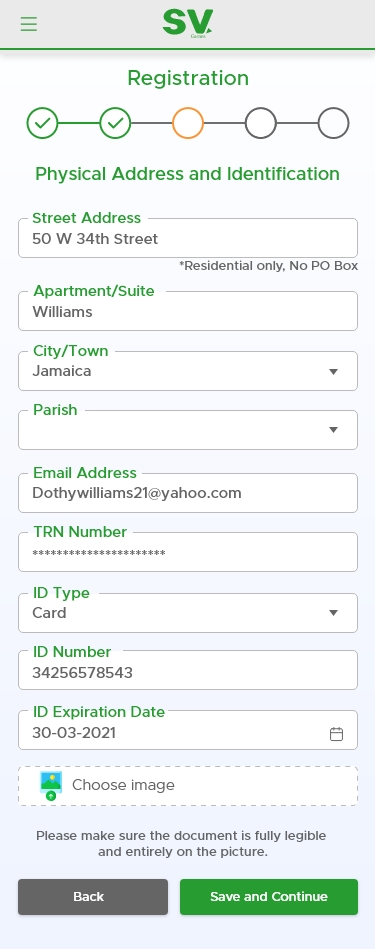 SV.
Games
Registration
Physical Address and Identification
Street Address
50 W 34th Street
*Residential only, No PO Box
Apartment/Suite
Williams
City/Town
Jamaica
Parish
Email Address
Dothywilliams21@yahoo.com
TRN Number
**********************
ID Type
Card
ID Number
34256578543
ID Expiration Date
30-03-2021
Choose image
Please make sure the document is fully legible
and entirely on the picture.
Back
Save and Continue